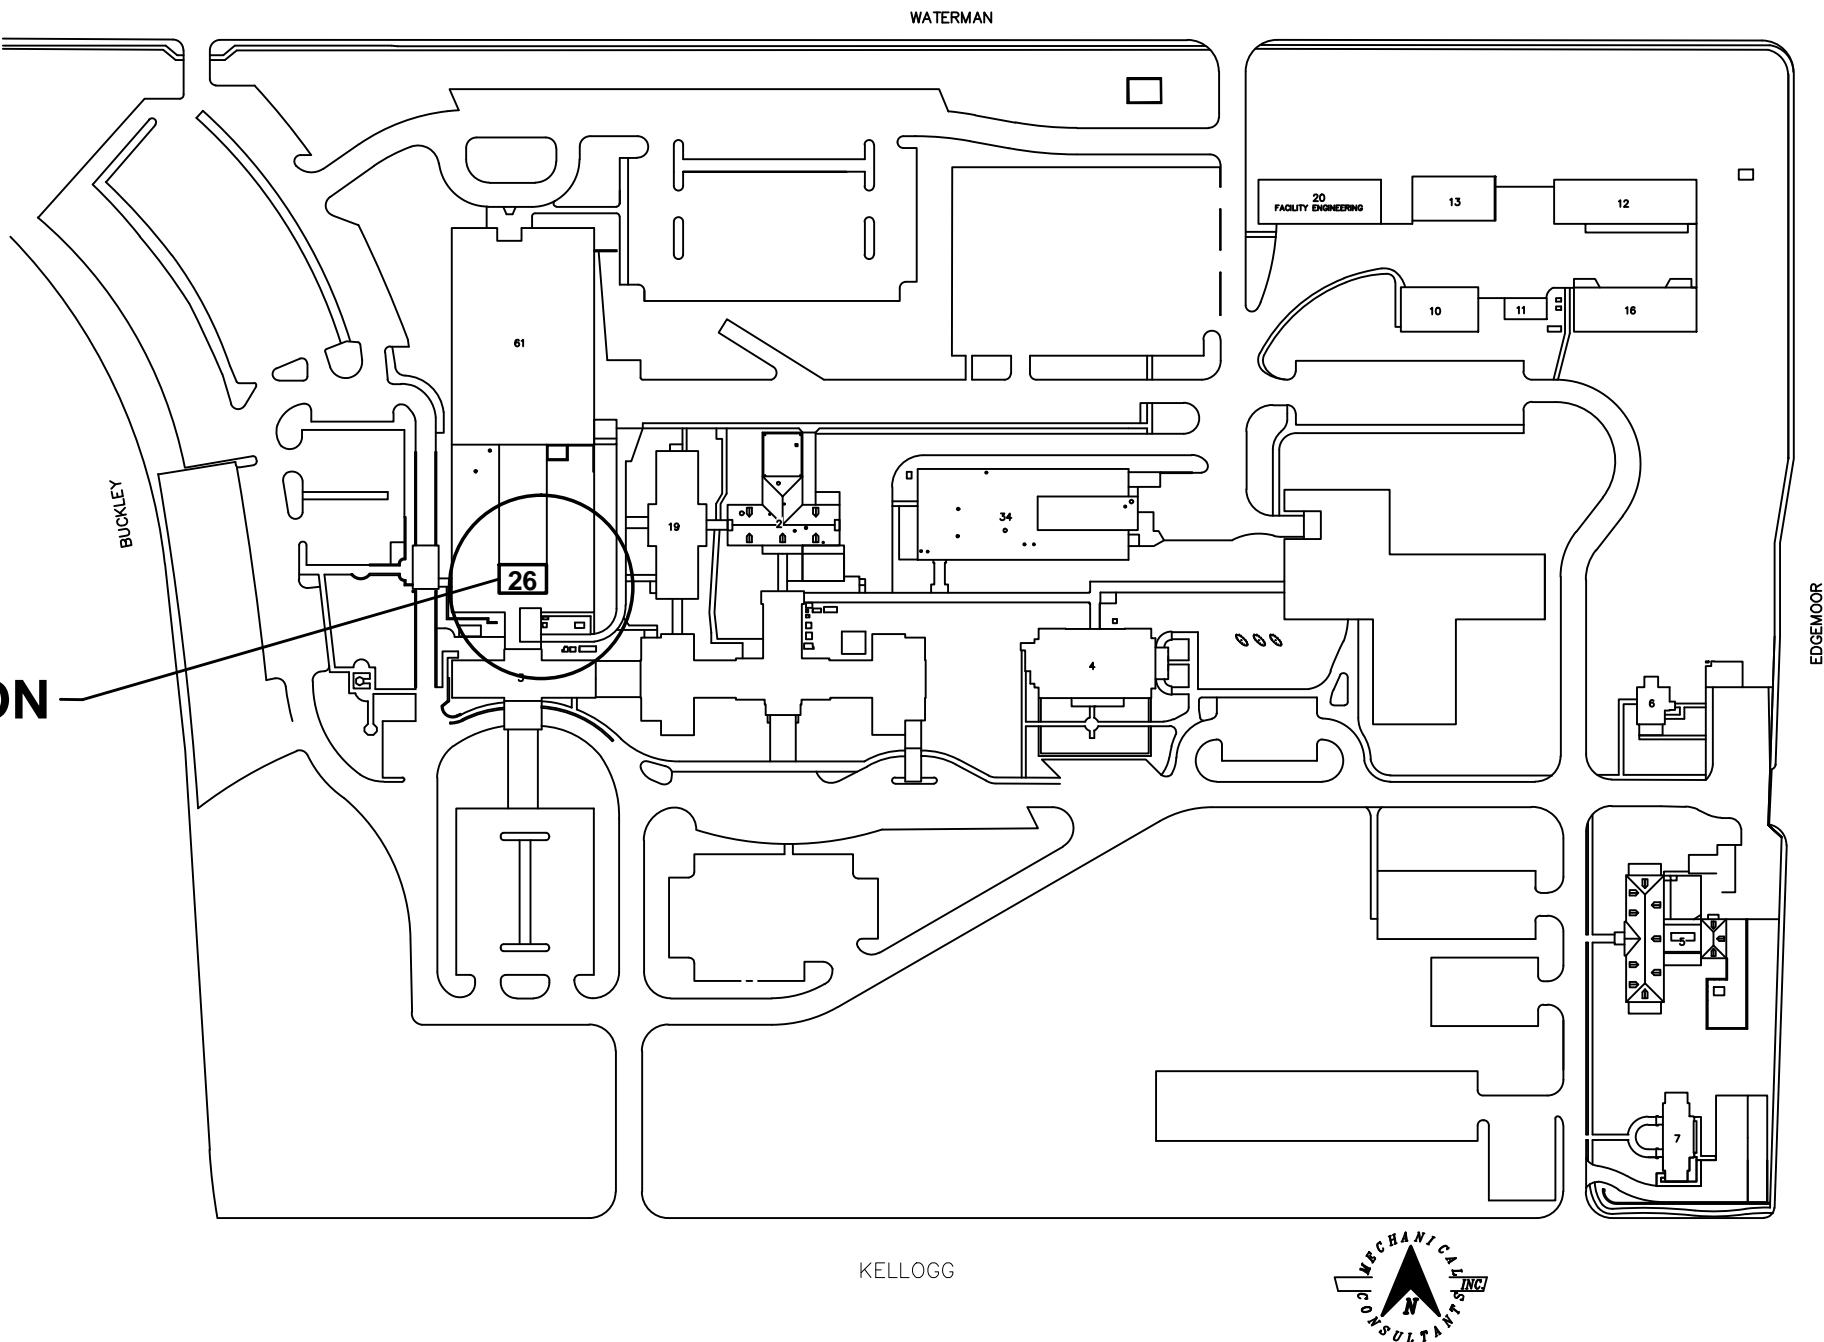 WATERMAN
20
FACILITY ENGINEERING
13
12
10
11
16
61
BUCKLEY
19
2
34
26
EDGEMOOR
ON
4
6
5
7
KELLOGG
MECHANICAL
CONSULTANTS
INC.
N